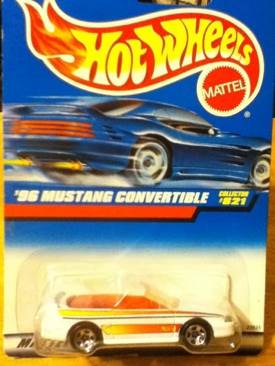 Hot Wheels
MATTEL
®
'96 MUSTANG CONVERTIBLE
COLLECTOR
#821